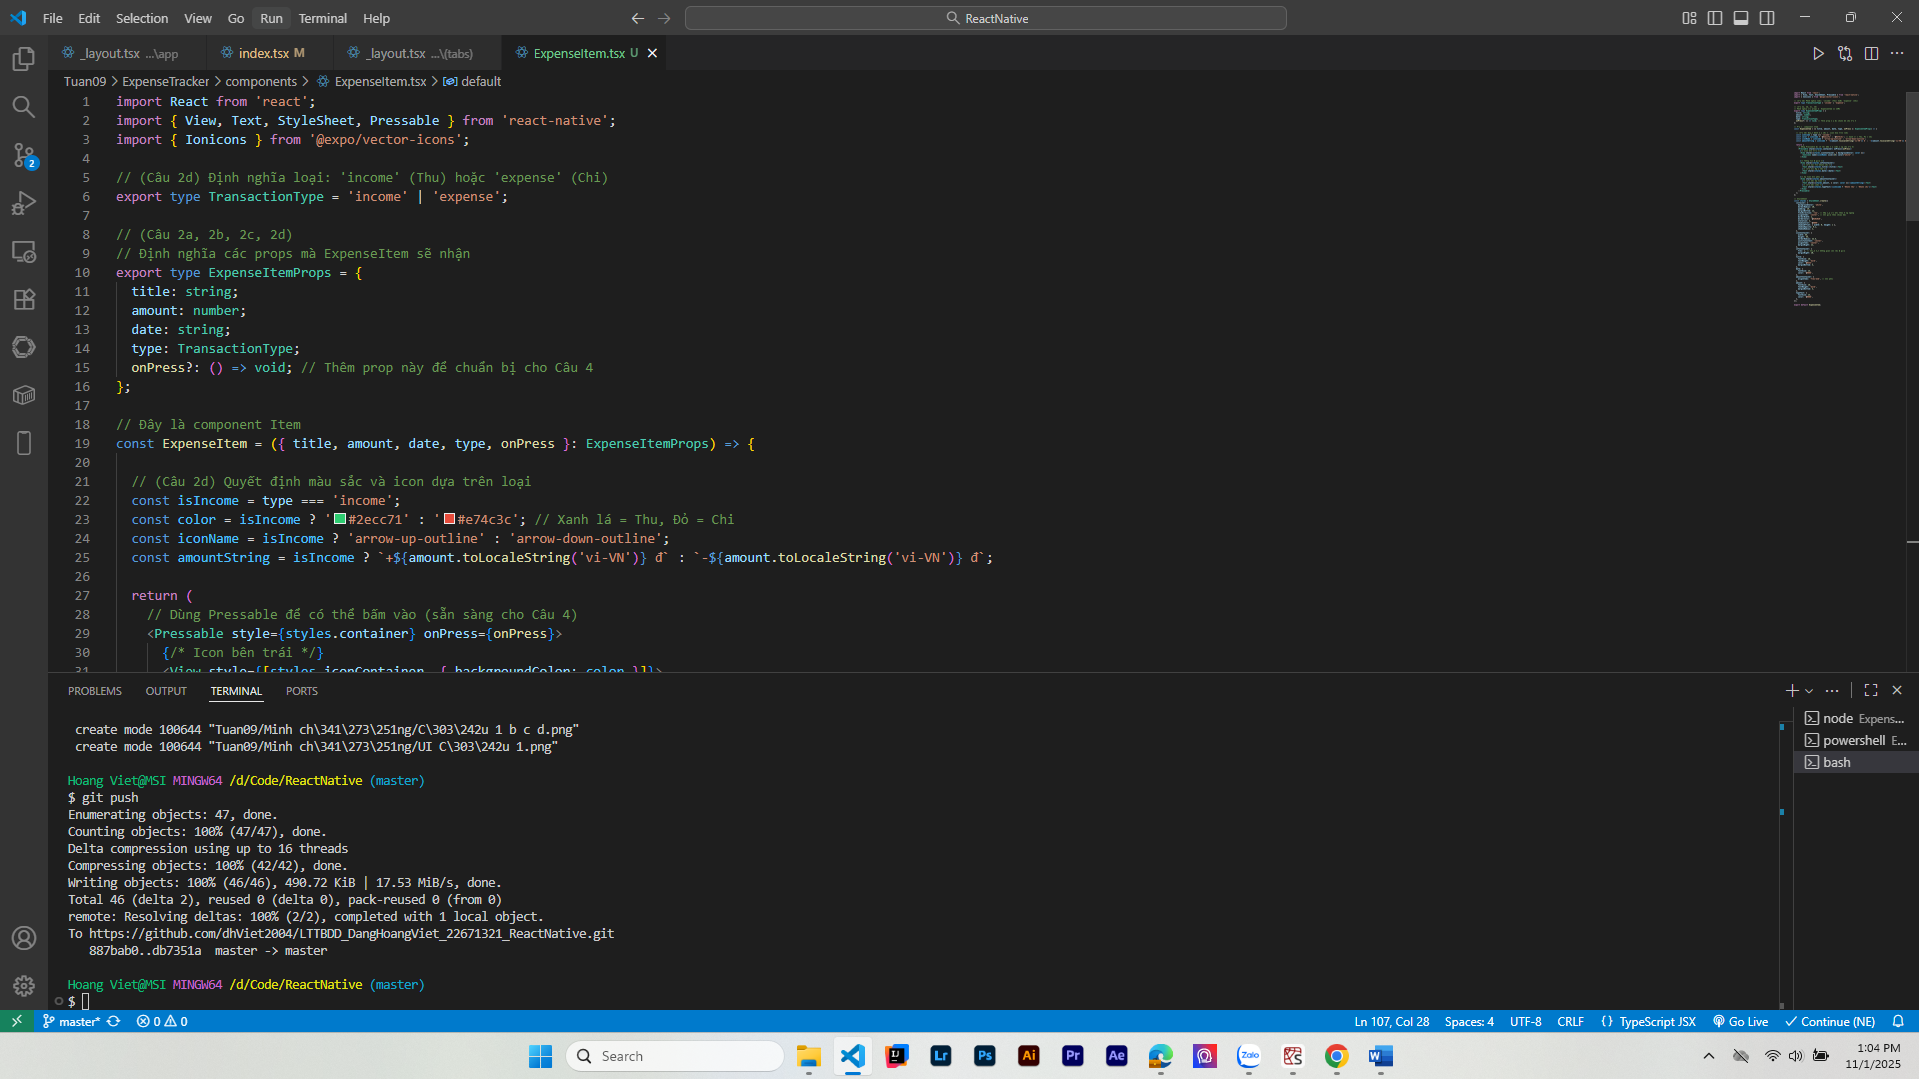 File Edit Selection View Go Run Terminal Help
ReactNative
_layout.tsx ...\app
index.tsx M
_layout.tsx ...\(tabs)
ExpenseItem.tsx U
Tuan09 > ExpenseTracker > components > ExpenseItem.tsx > default
1 import React from 'react';
2 import { View, Text, StyleSheet, Pressable } from 'react-native';
3 import { Ionicons } from '@expo/vector-icons';
4
5 // (Câu 2d) Định nghĩa loại: 'income' (Thu) hoặc 'expense' (Chi)
6 export type TransactionType = 'income' | 'expense';
7
8 // (Câu 2a, 2b, 2c, 2d)
9 // Định nghĩa các props mà ExpenseItem sẽ nhận
10 export type ExpenseItemProps = {
11 title: string;
12 amount: number;
13 date: string;
14 type: TransactionType;
15 onPress?: () => void; // Thêm prop này để chuẩn bị cho Câu 4
16 };
17
18 // Đây là component Item
19 const ExpenseItem = ({ title, amount, date, type, onPress }: ExpenseItemProps) => {
20
21 // (Câu 2d) Quyết định màu sắc và icon dựa trên loại
22 const isIncome = type === 'income';
23 const color = isIncome ? '#2ecc71' : '#e74c3c'; // Xanh lá = Thu, Đỏ = Chi
24 const iconName = isIncome ? 'arrow-up-outline' : 'arrow-down-outline';
25 const amountString = isIncome ? `+${amount.toLocaleString('vi-VN')} đ` : `-${amount.toLocaleString('vi-VN')} đ`;
26
27 return (
28 // Dùng Pressable để có thể bấm vào (sẵn sàng cho Câu 4)
29 <Pressable style={styles.container} onPress={onPress}>
30 {/* Icon bên trái */}
31 <View style={[styles.iconContainer, { backgroundColor: color }]}>
PROBLEMS OUTPUT TERMINAL PORTS
create mode 100644 "Tuan09/Minh ch\341\273\251ng/C\303\242u 1 b c d.png"
create mode 100644 "Tuan09/Minh ch\341\273\251ng/UI C\303\242u 1.png"
Hoang Viet@MSI MINGW64 /d/Code/ReactNative (master)
$ git push
Enumerating objects: 47, done.
Counting objects: 100% (47/47), done.
Delta compression using up to 16 threads
Compressing objects: 100% (42/42), done.
Writing objects: 100% (46/46), 490.72 KiB | 17.53 MiB/s, done.
Total 46 (delta 2), reused 0 (delta 0), pack-reused 0 (from 0)
remote: Resolving deltas: 100% (2/2), completed with 1 local object.
To https://github.com/dhViet2004/LTTBDD_DangHoangViet_22671321_ReactNative.git
887bab0..db7351a master -> master
Hoang Viet@MSI MINGW64 /d/Code/ReactNative (master)
$
node Expens...
powershell E...
bash
2
master* 0 0
Ln 107, Col 28 Spaces: 4 UTF-8 CRLF {} TypeScript JSX Go Live Continue (NE)
Search
Lr Ps Ai Pr Ae Zalo
1:04 PM
11/1/2025